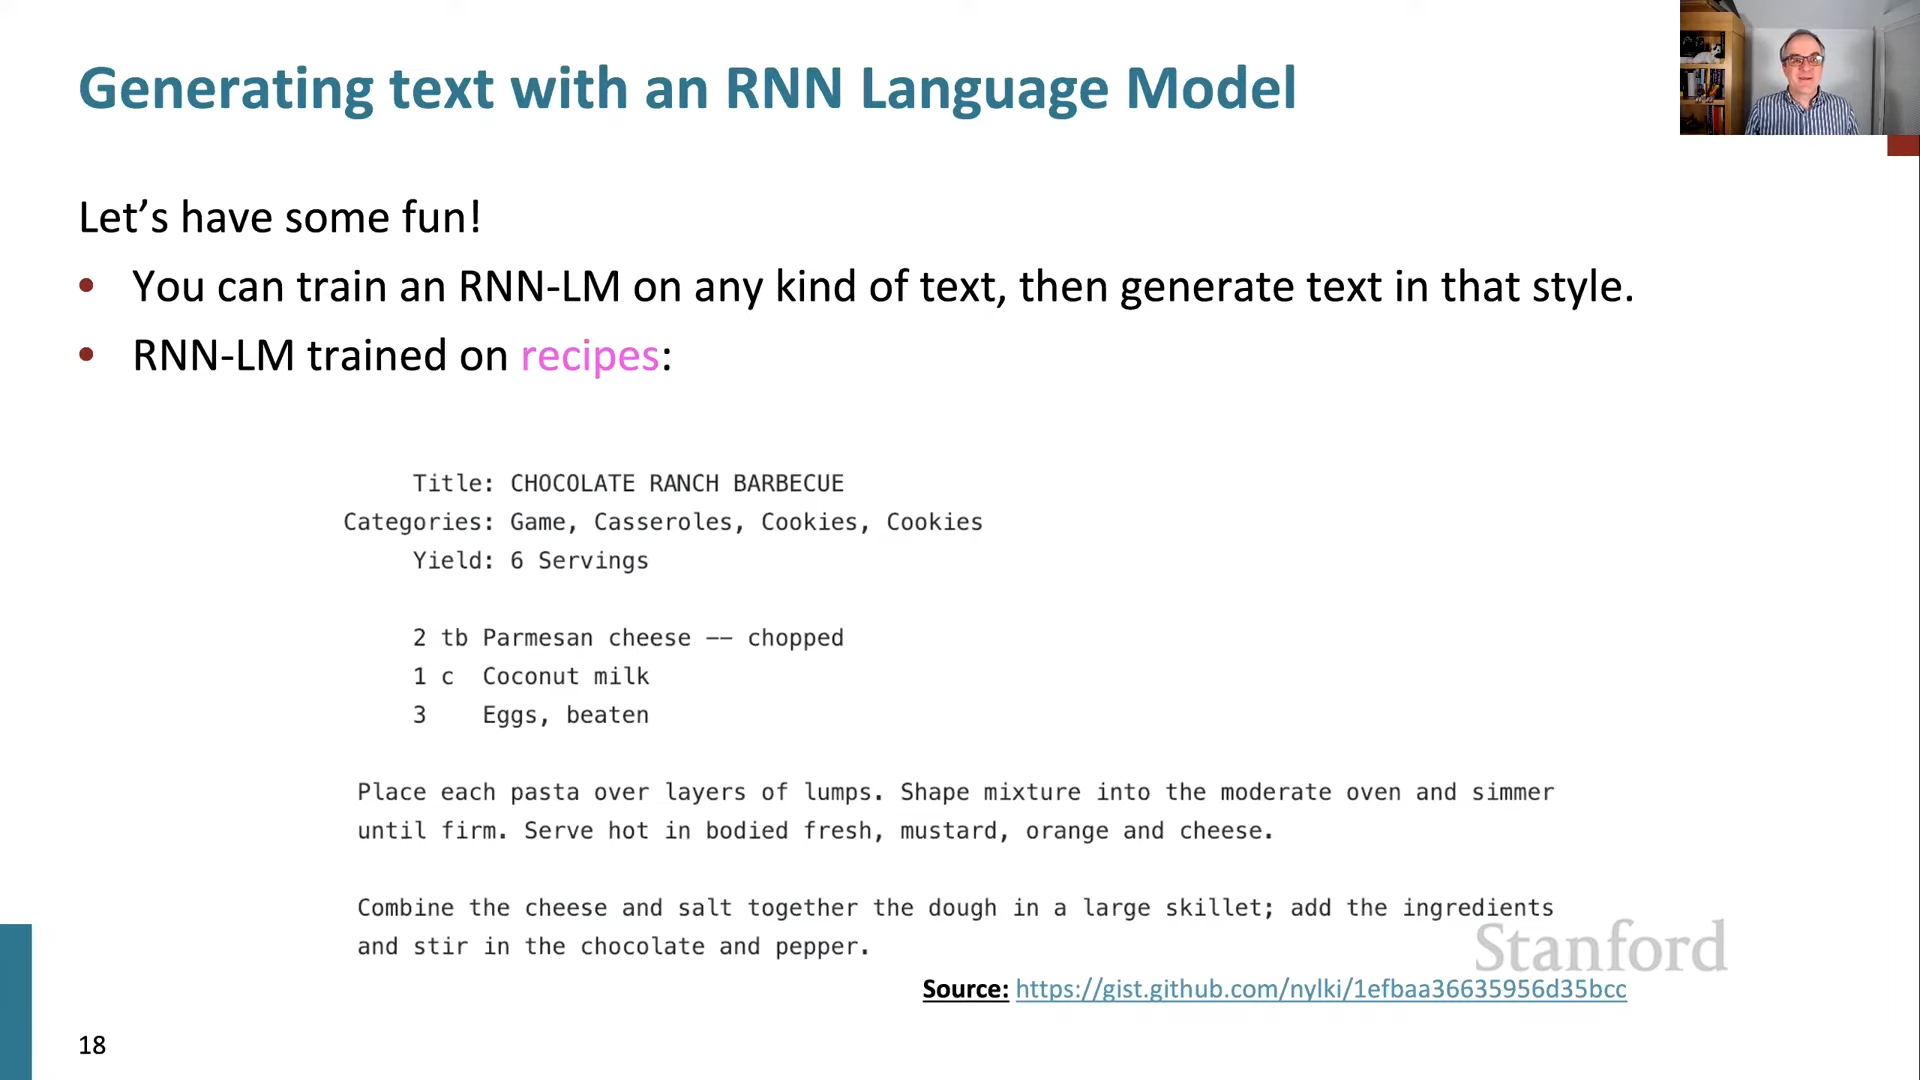 Generating text with an RNN Language Model
Let’s have some fun!
• You can train an RNN-LM on any kind of text, then generate text in that style.
• RNN-LM trained on recipes:
Title: CHOCOLATE RANCH BARBECUE
Categories: Game, Casseroles, Cookies, Cookies
Yield: 6 Servings
2 tb Parmesan cheese -- chopped
1 c Coconut milk
3 Eggs, beaten
Place each pasta over layers of lumps. Shape mixture into the moderate oven and simmer
until firm. Serve hot in bodied fresh, mustard, orange and cheese.
Combine the cheese and salt together the dough in a large skillet; add the ingredients
and stir in the chocolate and pepper.
Stanford
Source: https://gist.github.com/nylki/1efbaa36635956d35bcc
18